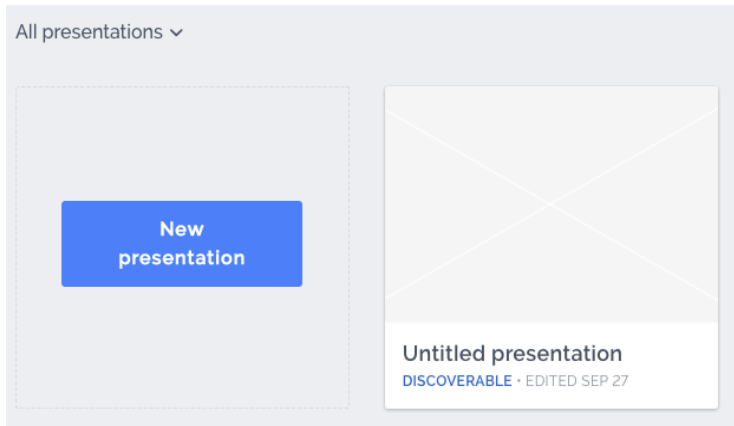 All presentations
New
presentation
Untitled presentation
DISCOVERABLE • EDITED SEP 27